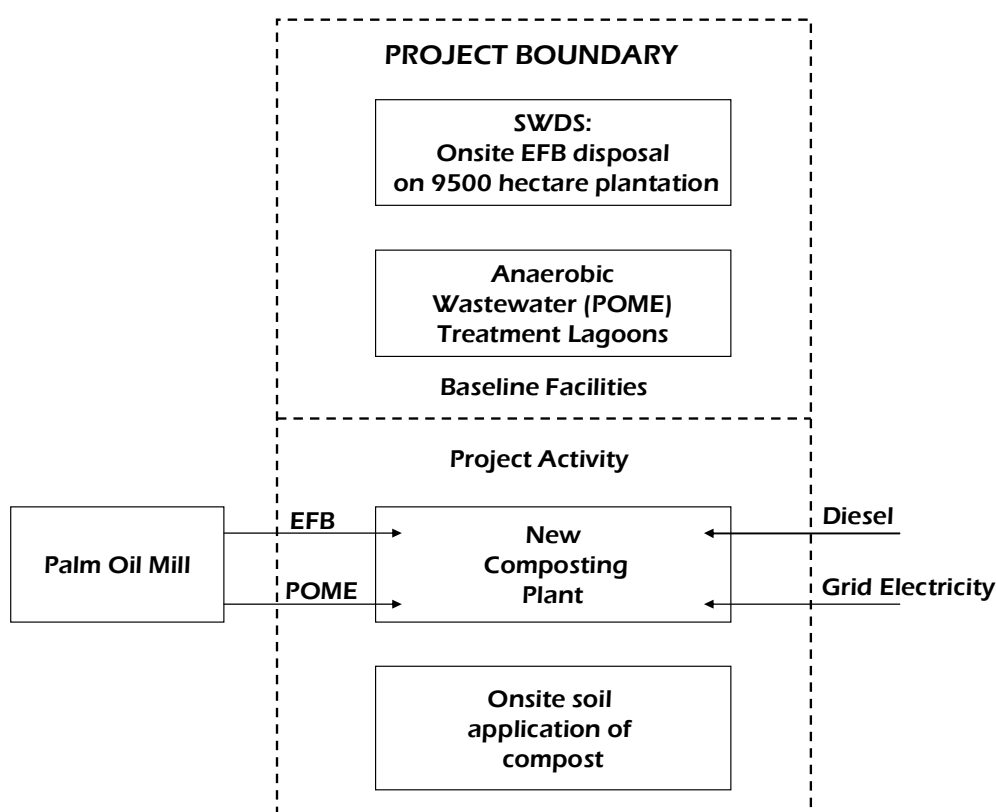 PROJECT BOUNDARY
SWDS:
Onsite EFB disposal
on 9500 hectare plantation
Anaerobic
Wastewater (POME)
Treatment Lagoons
Baseline Facilities
Project Activity
Palm Oil Mill
EFB
POME
New
Composting
Plant
Diesel
Grid Electricity
Onsite soil
application of
compost